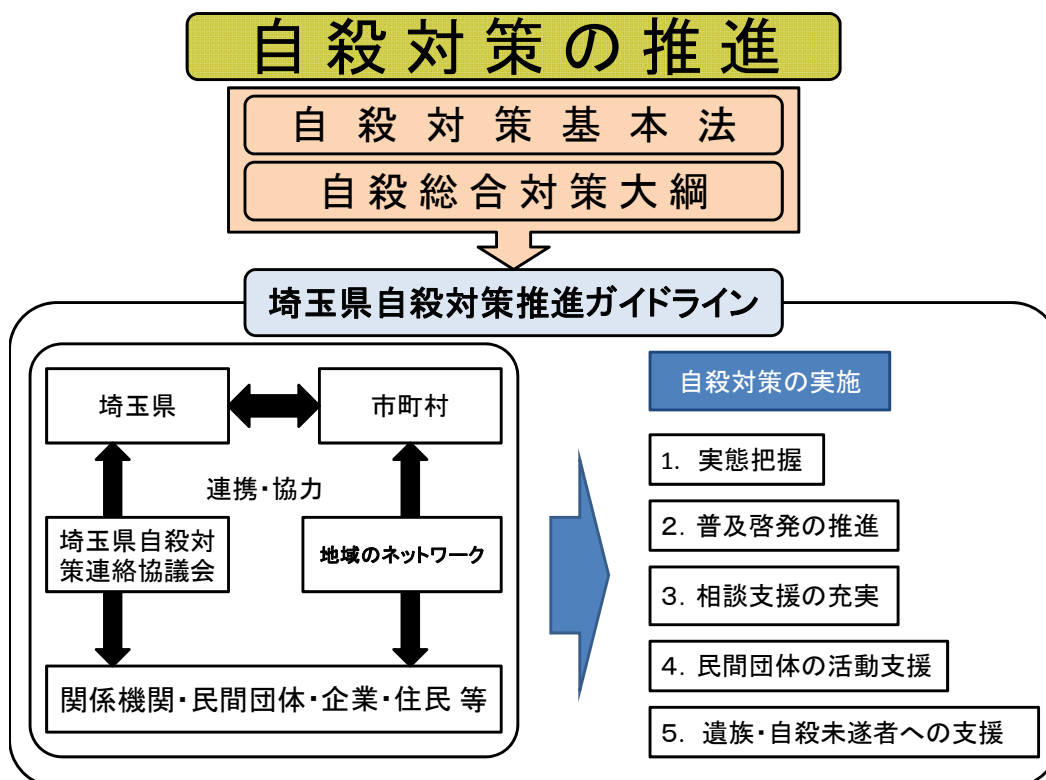 自殺対策の推進
自殺対策基本法
自殺総合対策大綱
埼玉県自殺対策推進ガイドライン
埼玉県
市町村
連携・協力
埼玉県自殺対
策連絡協議会
地域のネットワーク
関係機関・民間団体・企業・住民 等
自殺対策の実施
1. 実態把握
2. 普及啓発の推進
3. 相談支援の充実
4. 民間団体の活動支援
5. 遺族・自殺未遂者への支援